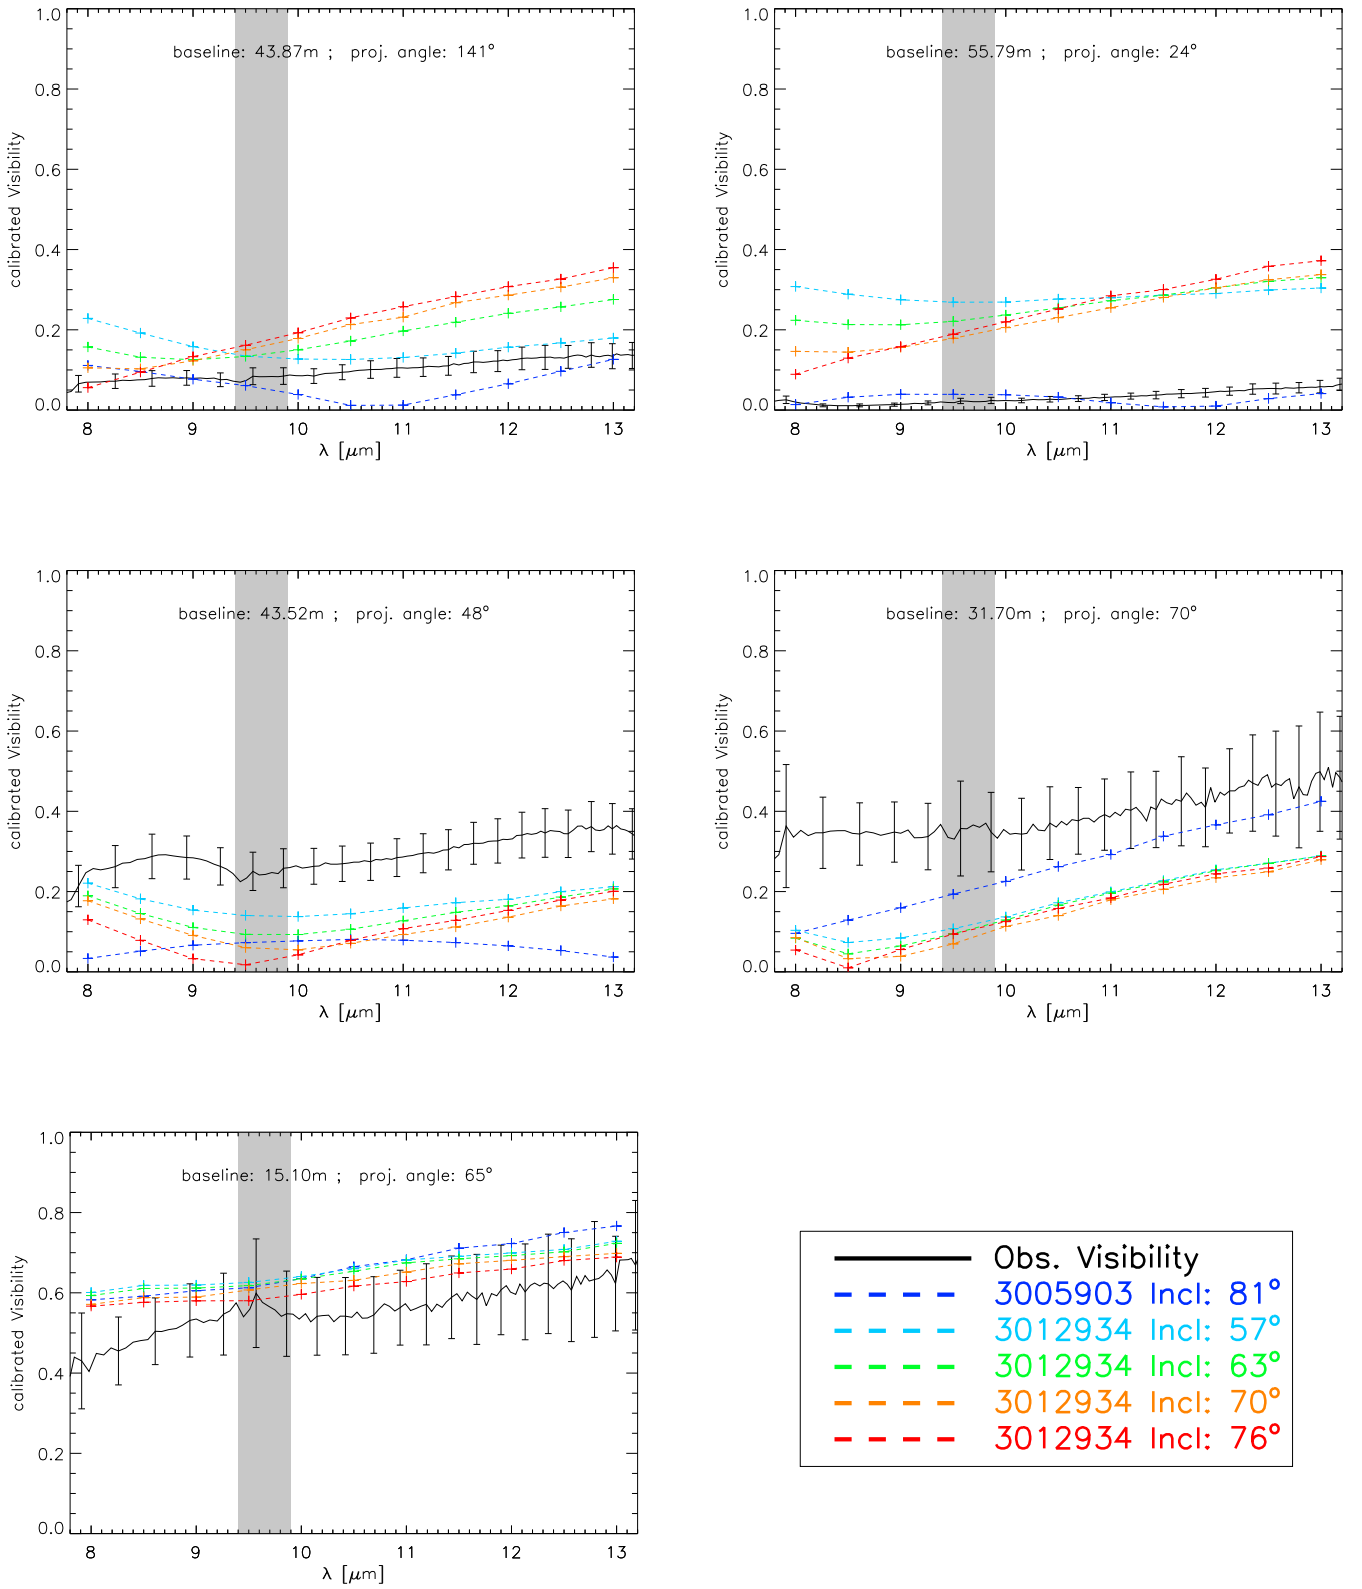 baseline: 43.87m ; proj. angle: 141°
calibrated Visibility
1.0
0.8
0.6
0.4
0.2
0.0
8 9 10 11 12 13
λ [μm]
baseline: 55.79m ; proj. angle: 24°
calibrated Visibility
1.0
0.8
0.6
0.4
0.2
0.0
8 9 10 11 12 13
λ [μm]
baseline: 43.52m ; proj. angle: 48°
calibrated Visibility
1.0
0.8
0.6
0.4
0.2
0.0
8 9 10 11 12 13
λ [μm]
baseline: 31.70m ; proj. angle: 70°
calibrated Visibility
1.0
0.8
0.6
0.4
0.2
0.0
8 9 10 11 12 13
λ [μm]
baseline: 15.10m ; proj. angle: 65°
calibrated Visibility
1.0
0.8
0.6
0.4
0.2
0.0
8 9 10 11 12 13
λ [μm]
Obs. Visibility
3005903 Incl: 81°
3012934 Incl: 57°
3012934 Incl: 63°
3012934 Incl: 70°
3012934 Incl: 76°